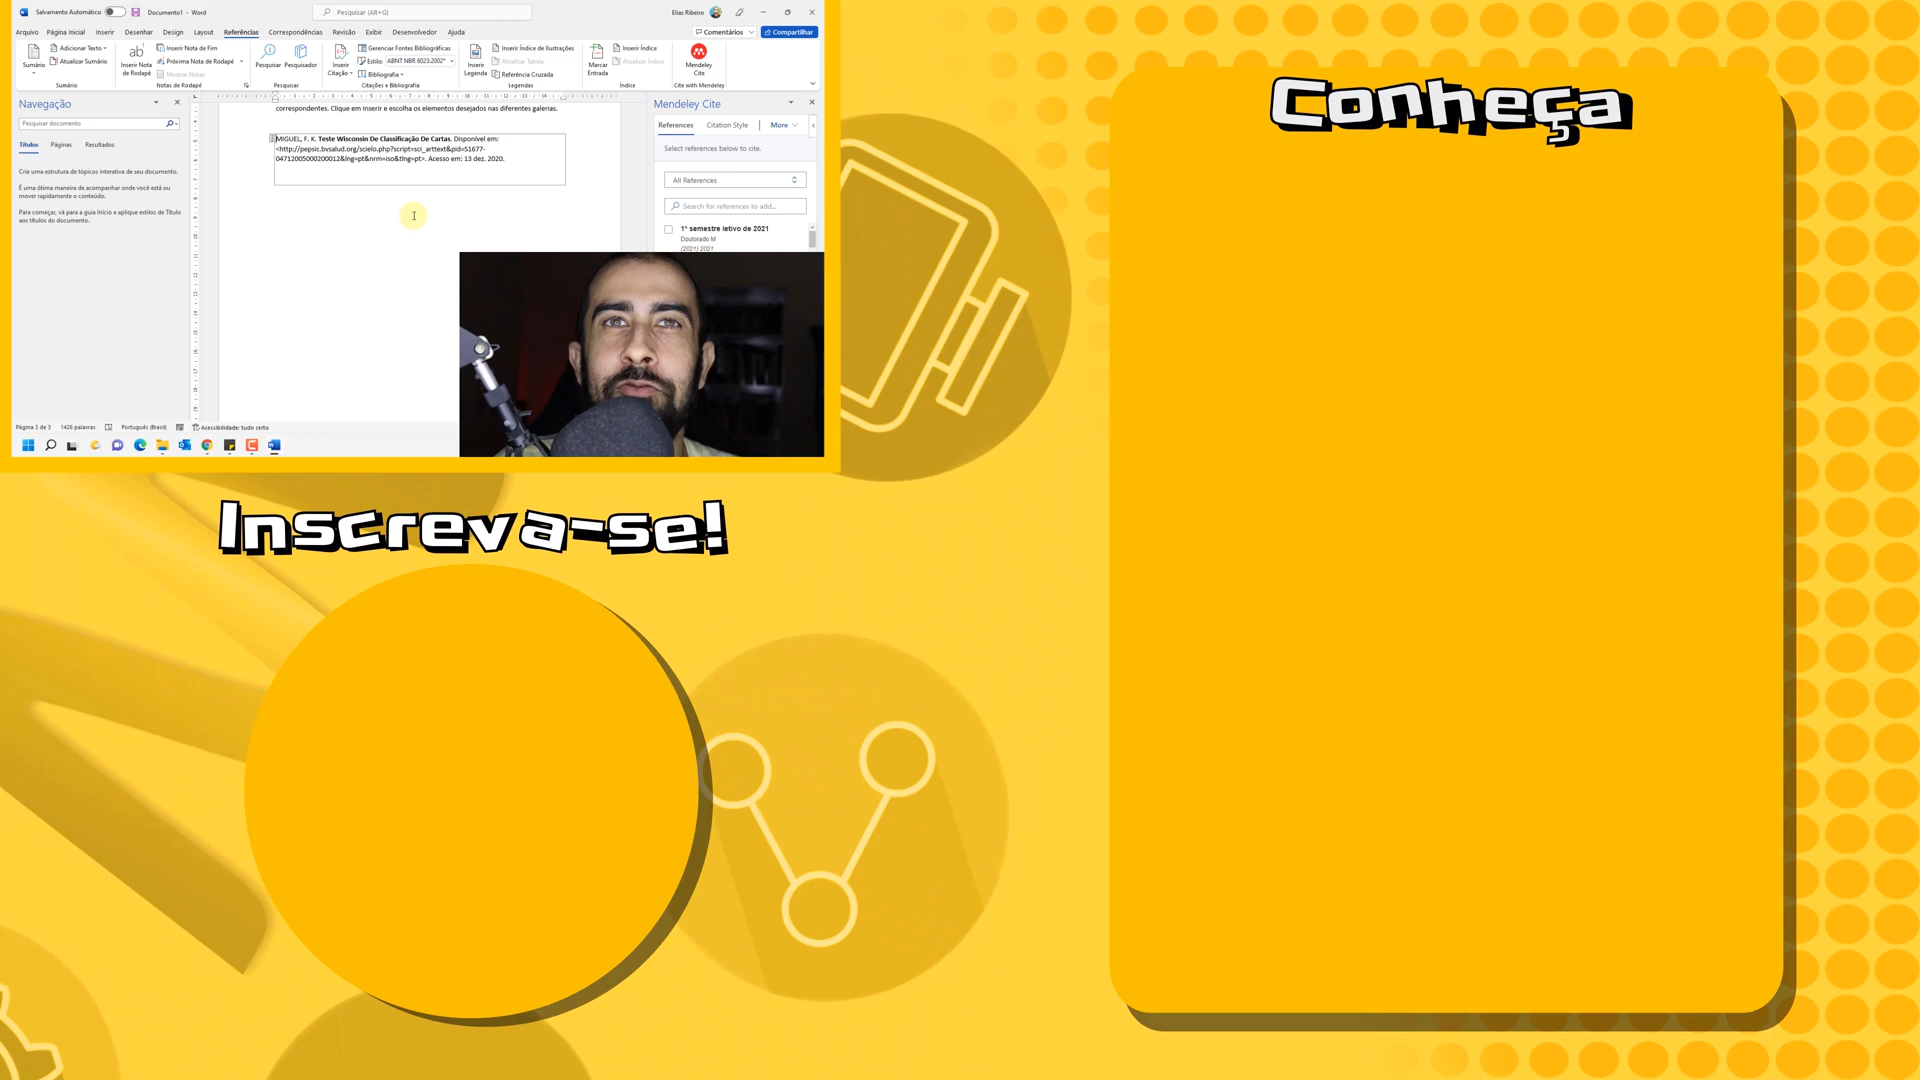 Salvamento Automático
Documento1 - Word
Pesquisar (Alt+G)
Elias Ribeiro
Arquivo Página Inicial Inserir Desenhar Design Layout Referências Correspondências Revisão Exibir Desenvolvedor Ajuda
Comentários
Compartilhar
Sumário
Adicionar Texto
Atualizar Sumário
Sumário
ab
Inserir Nota de Rodapé
Inserir Nota de Fim
Próxima Nota de Rodapé
Mostrar Notas
Notas de Rodapé
Pesquisar
Pesquisador
Pesquisar
Inserir Citação
Gerenciar Fontes Bibliográficas
Estilo: ABNT NBR 6023:2002*
Bibliografia
Citações e Bibliografia
Inserir Legenda
Inserir Índice de Ilustrações
Atualizar Tabela
Referência Cruzada
Legendas
Marcar Entrada
Inserir Índice
Atualizar Índice
Índice
Mendeley Cite
Cite with Mendeley
Navegação
Pesquisar documento
Títulos Páginas Resultados
Crie uma estrutura de tópicos interativa de seu documento.
É uma ótima maneira de acompanhar onde você está ou
mover rapidamente o conteúdo.
Para começar, vá para a guia Início e aplique estilos de Título
aos títulos do documento.
correspondentes. Clique em Inserir e escolha os elementos desejados nas diferentes galerias.
MIGUEL, F. K. Teste Wisconsin De Classificação De Cartas. Disponível em:
<http://pepsic.bvsalud.org/scielo.php?script=sci_arttext&pid=S1677-
04712005000200012&lng=pt&nrm=iso&tlng=pt>. Acesso em: 13 dez. 2020.
Mendeley Cite
References Citation Style More
Select references below to cite.
All References
Search for references to add...
1º semestre letivo de 2021
Doutorado M
(2021) 2021
Página 3 de 3 1426 palavras Português (Brasil) Acessibilidade: tudo certo
Inscreva-se!
Conheça